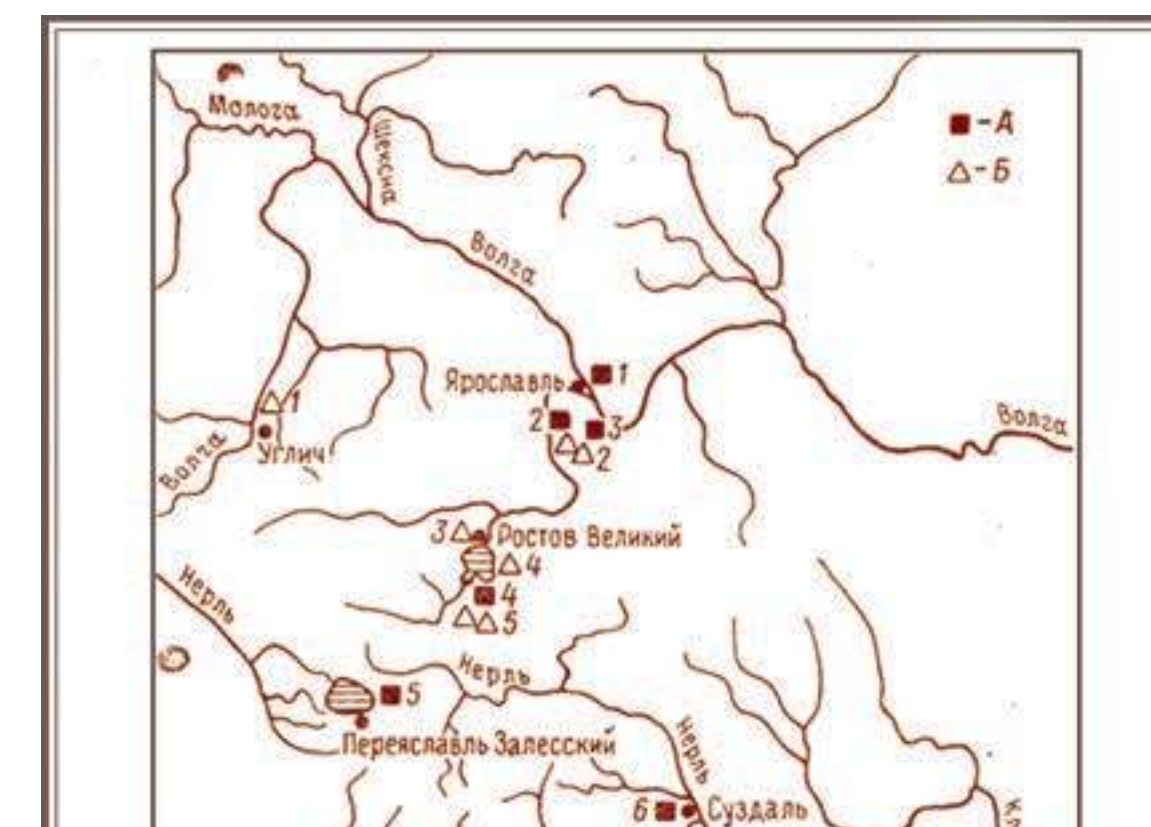 Молога
Шексна
- А
- Б
Волга
Ярославль
1
2
3
2
1
Углич
Волга
Волга
3
Ростов Великий
4
4
5
Нерль
Нерль
5
Переяславль Залесский
Нерль
6
Суздаль